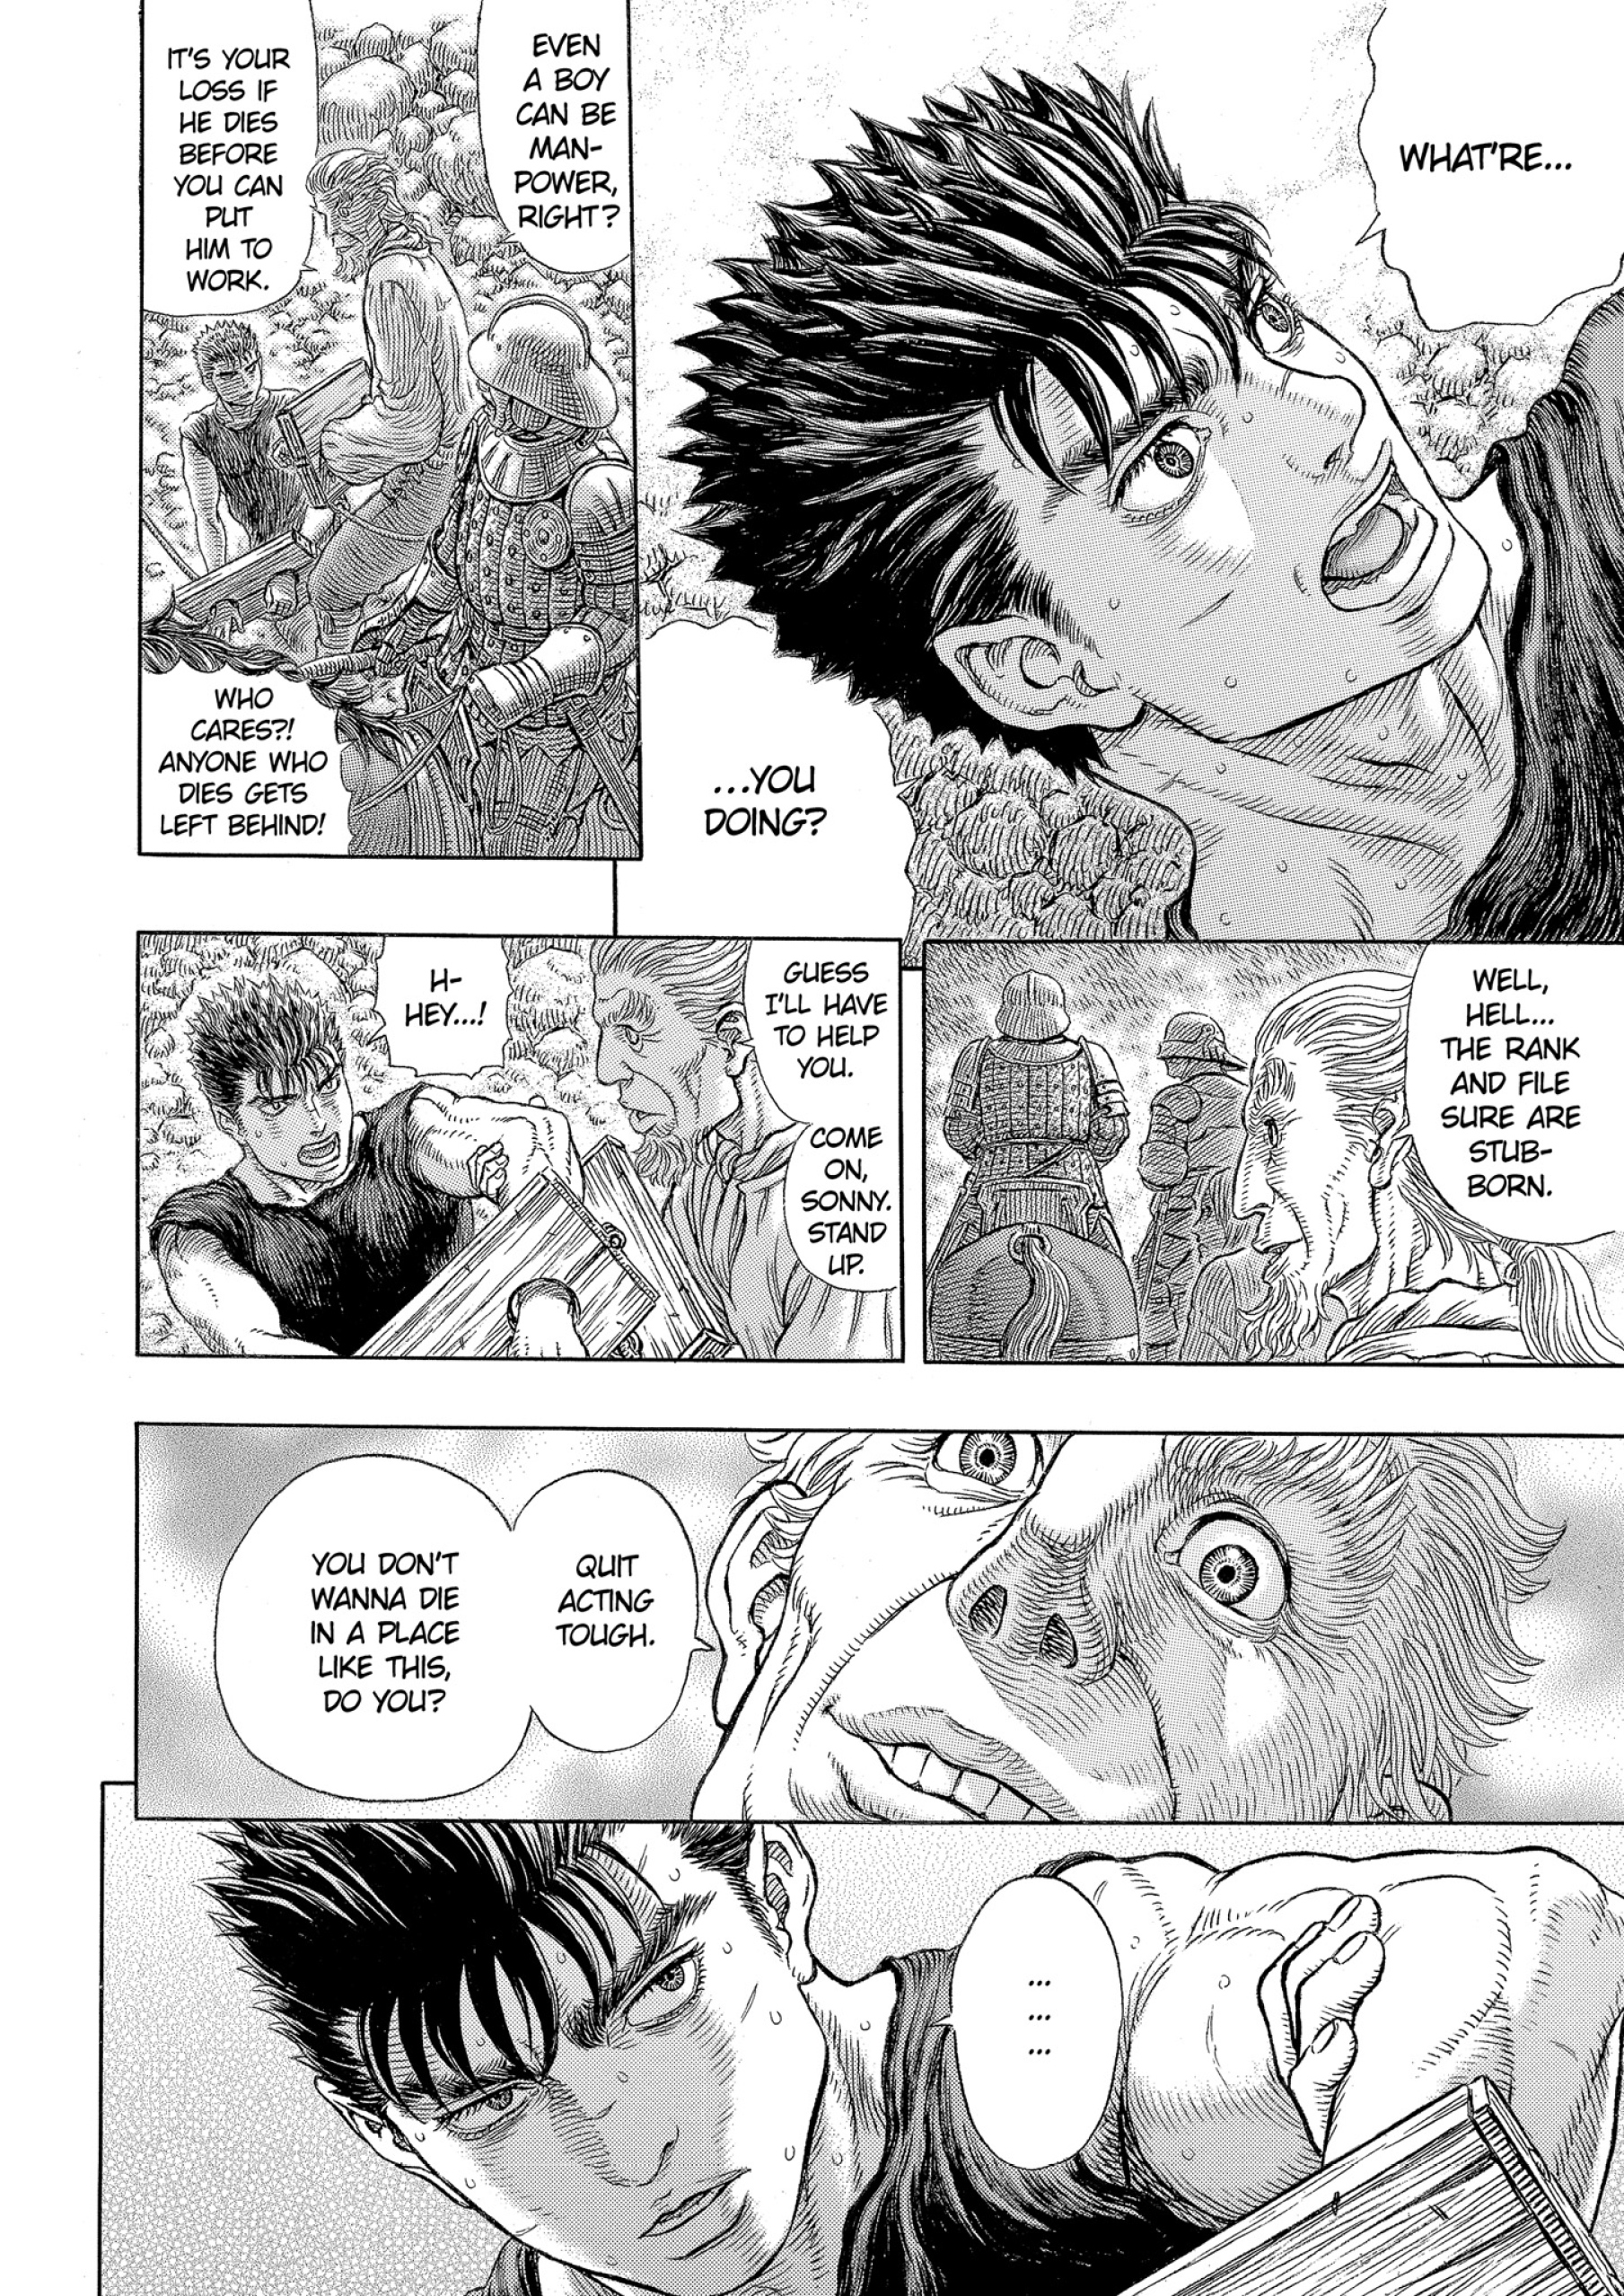 WHAT'RE...
...YOU
DOING?
EVEN
A BOY
CAN BE
MAN-
POWER,
RIGHT?
IT'S YOUR
LOSS IF
HE DIES
BEFORE
YOU CAN
PUT
HIM TO
WORK.
WHO
CARES?!
ANYONE WHO
DIES GETS
LEFT BEHIND!
WELL,
HELL...
THE RANK
AND FILE
SURE ARE
STUB-
BORN.
GUESS
I'LL HAVE
TO HELP
YOU.
COME
ON,
SONNY.
STAND
UP.
H-
HEY...!
QUIT
ACTING
TOUGH.
YOU DON'T
WANNA DIE
IN A PLACE
LIKE THIS,
DO YOU?
...
...
...